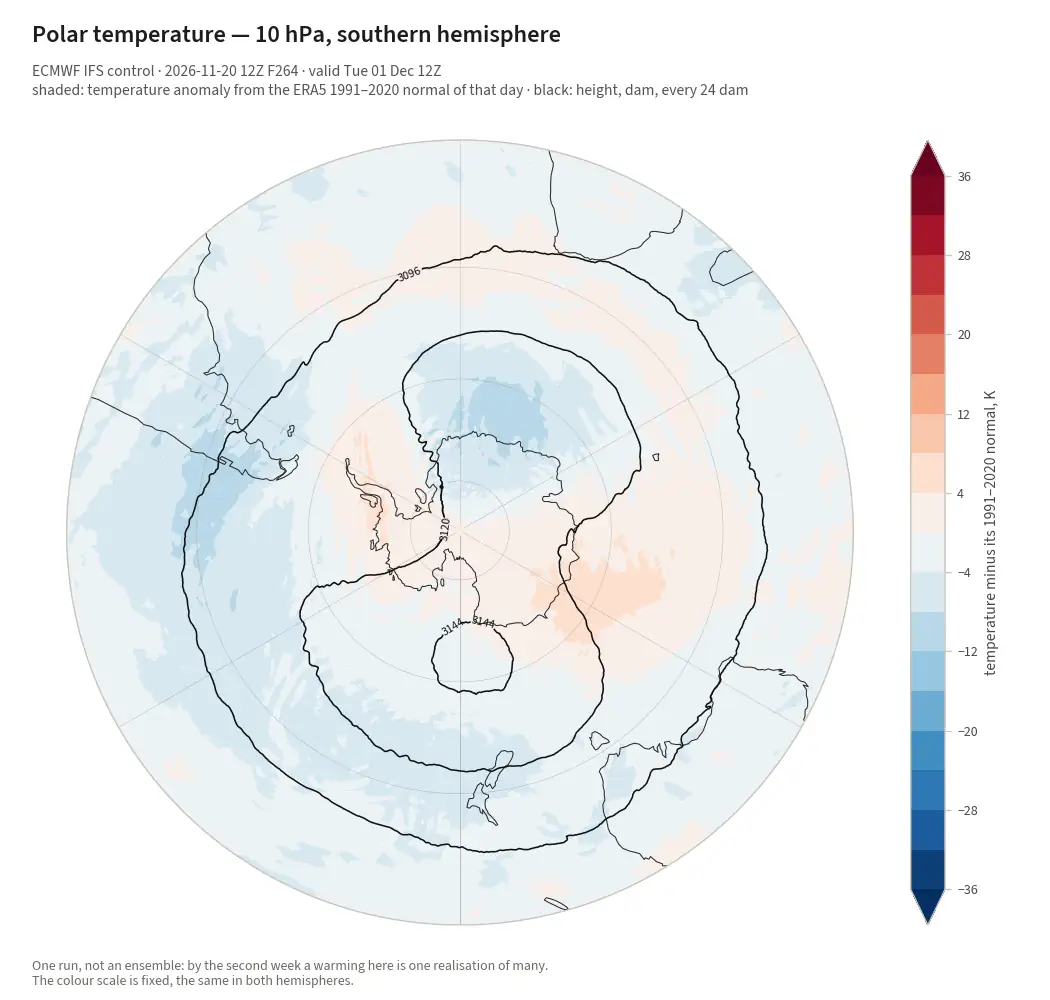 Polar temperature — 10 hPa, southern hemisphere
ECMWF IFS control · 2026-11-20 12Z F264 · valid Tue 01 Dec 12Z
shaded: temperature anomaly from the ERA5 1991–2020 normal of that day · black: height, dam, every 24 dam
3096
3120
3144
3144
36
28
20
12
4
−4
−12
−20
−28
−36
temperature minus its 1991–2020 normal, K
One run, not an ensemble: by the second week a warming here is one realisation of many.
The colour scale is fixed, the same in both hemispheres.